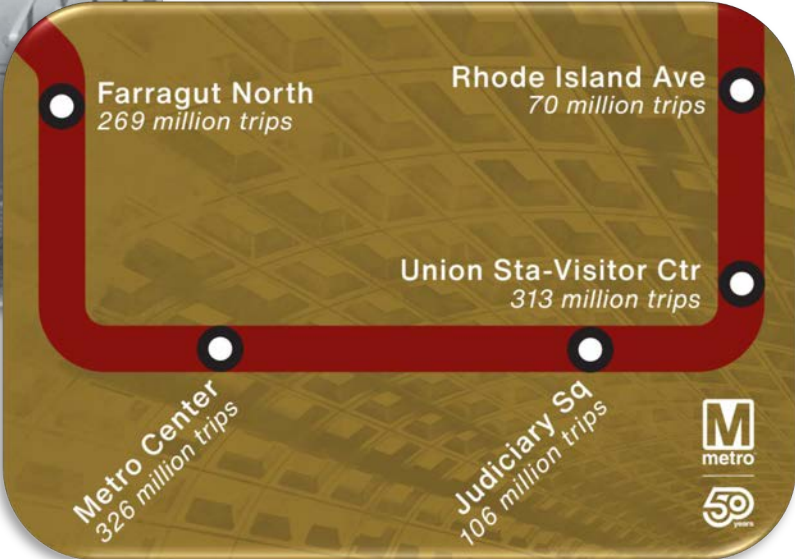 Farragut North
269 million trips
Rhode Island Ave
70 million trips
Union Sta-Visitor Ctr
313 million trips
Metro Center
326 million trips
Judiciary Sq
106 million trips
M
metro
50
years